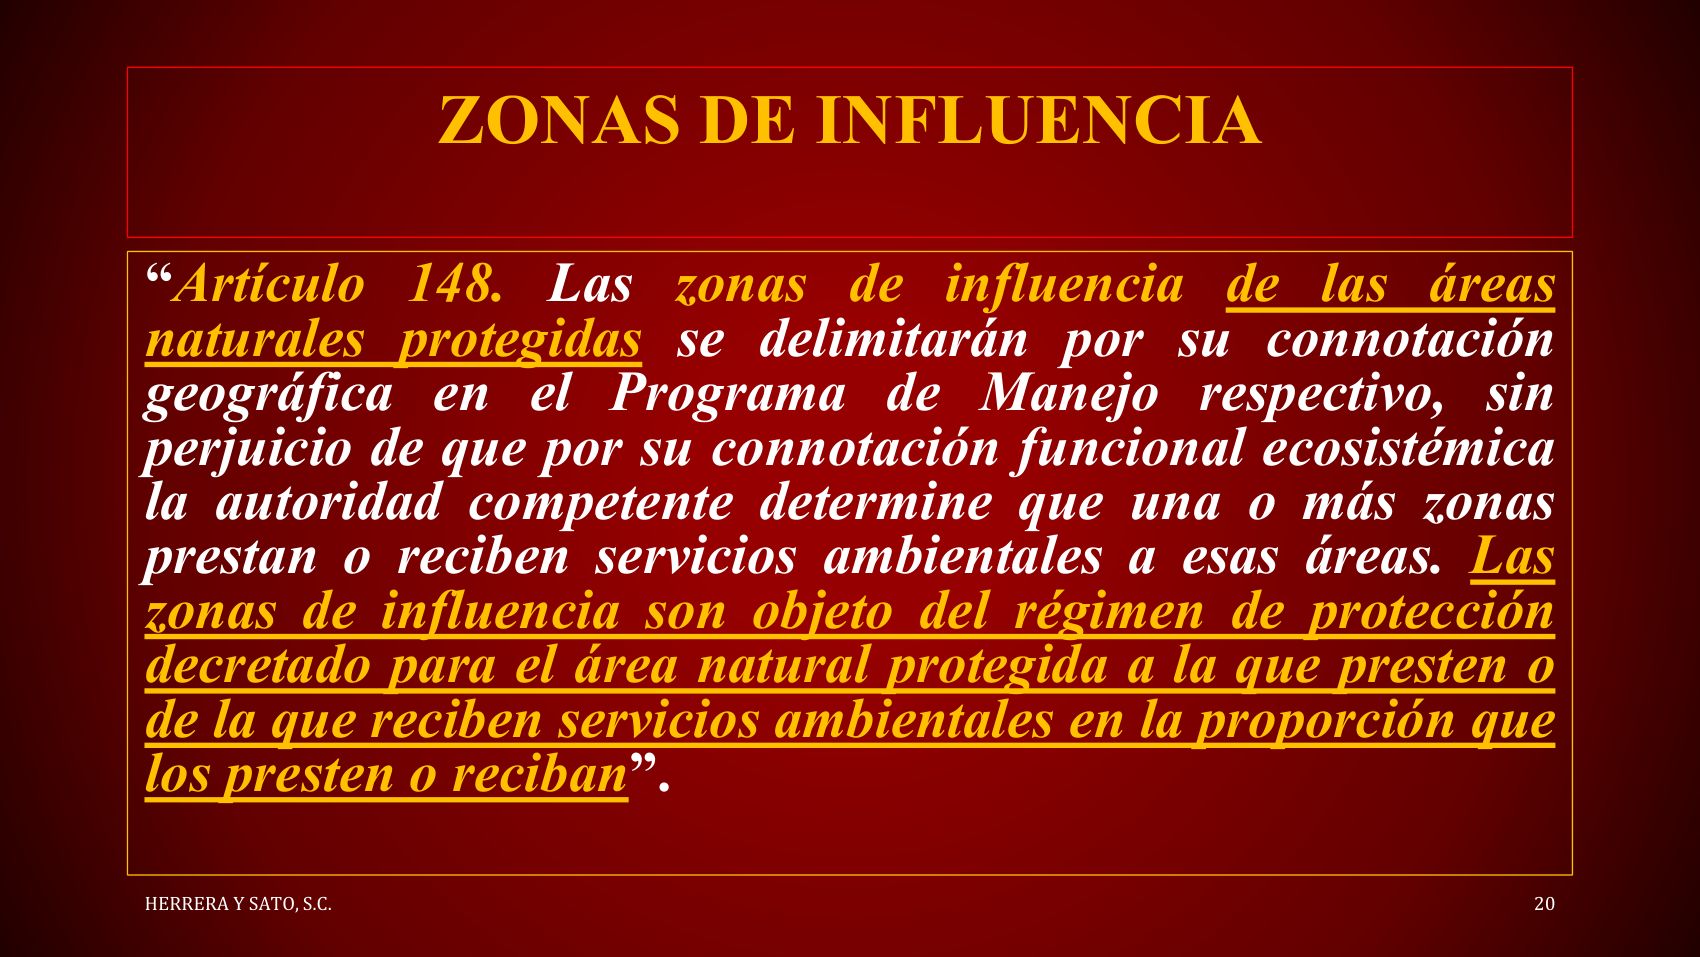 ZONAS DE INFLUENCIA
“Artículo 148. Las zonas de influencia de las áreas
naturales protegidas se delimitarán por su connotación
geográfica en el Programa de Manejo respectivo, sin
perjuicio de que por su connotación funcional ecosistémica
la autoridad competente determine que una o más zonas
prestan o reciben servicios ambientales a esas áreas. Las
zonas de influencia son objeto del régimen de protección
decretado para el área natural protegida a la que presten o
de la que reciben servicios ambientales en la proporción que
los presten o reciban”.
HERRERA Y SATO, S.C.
20